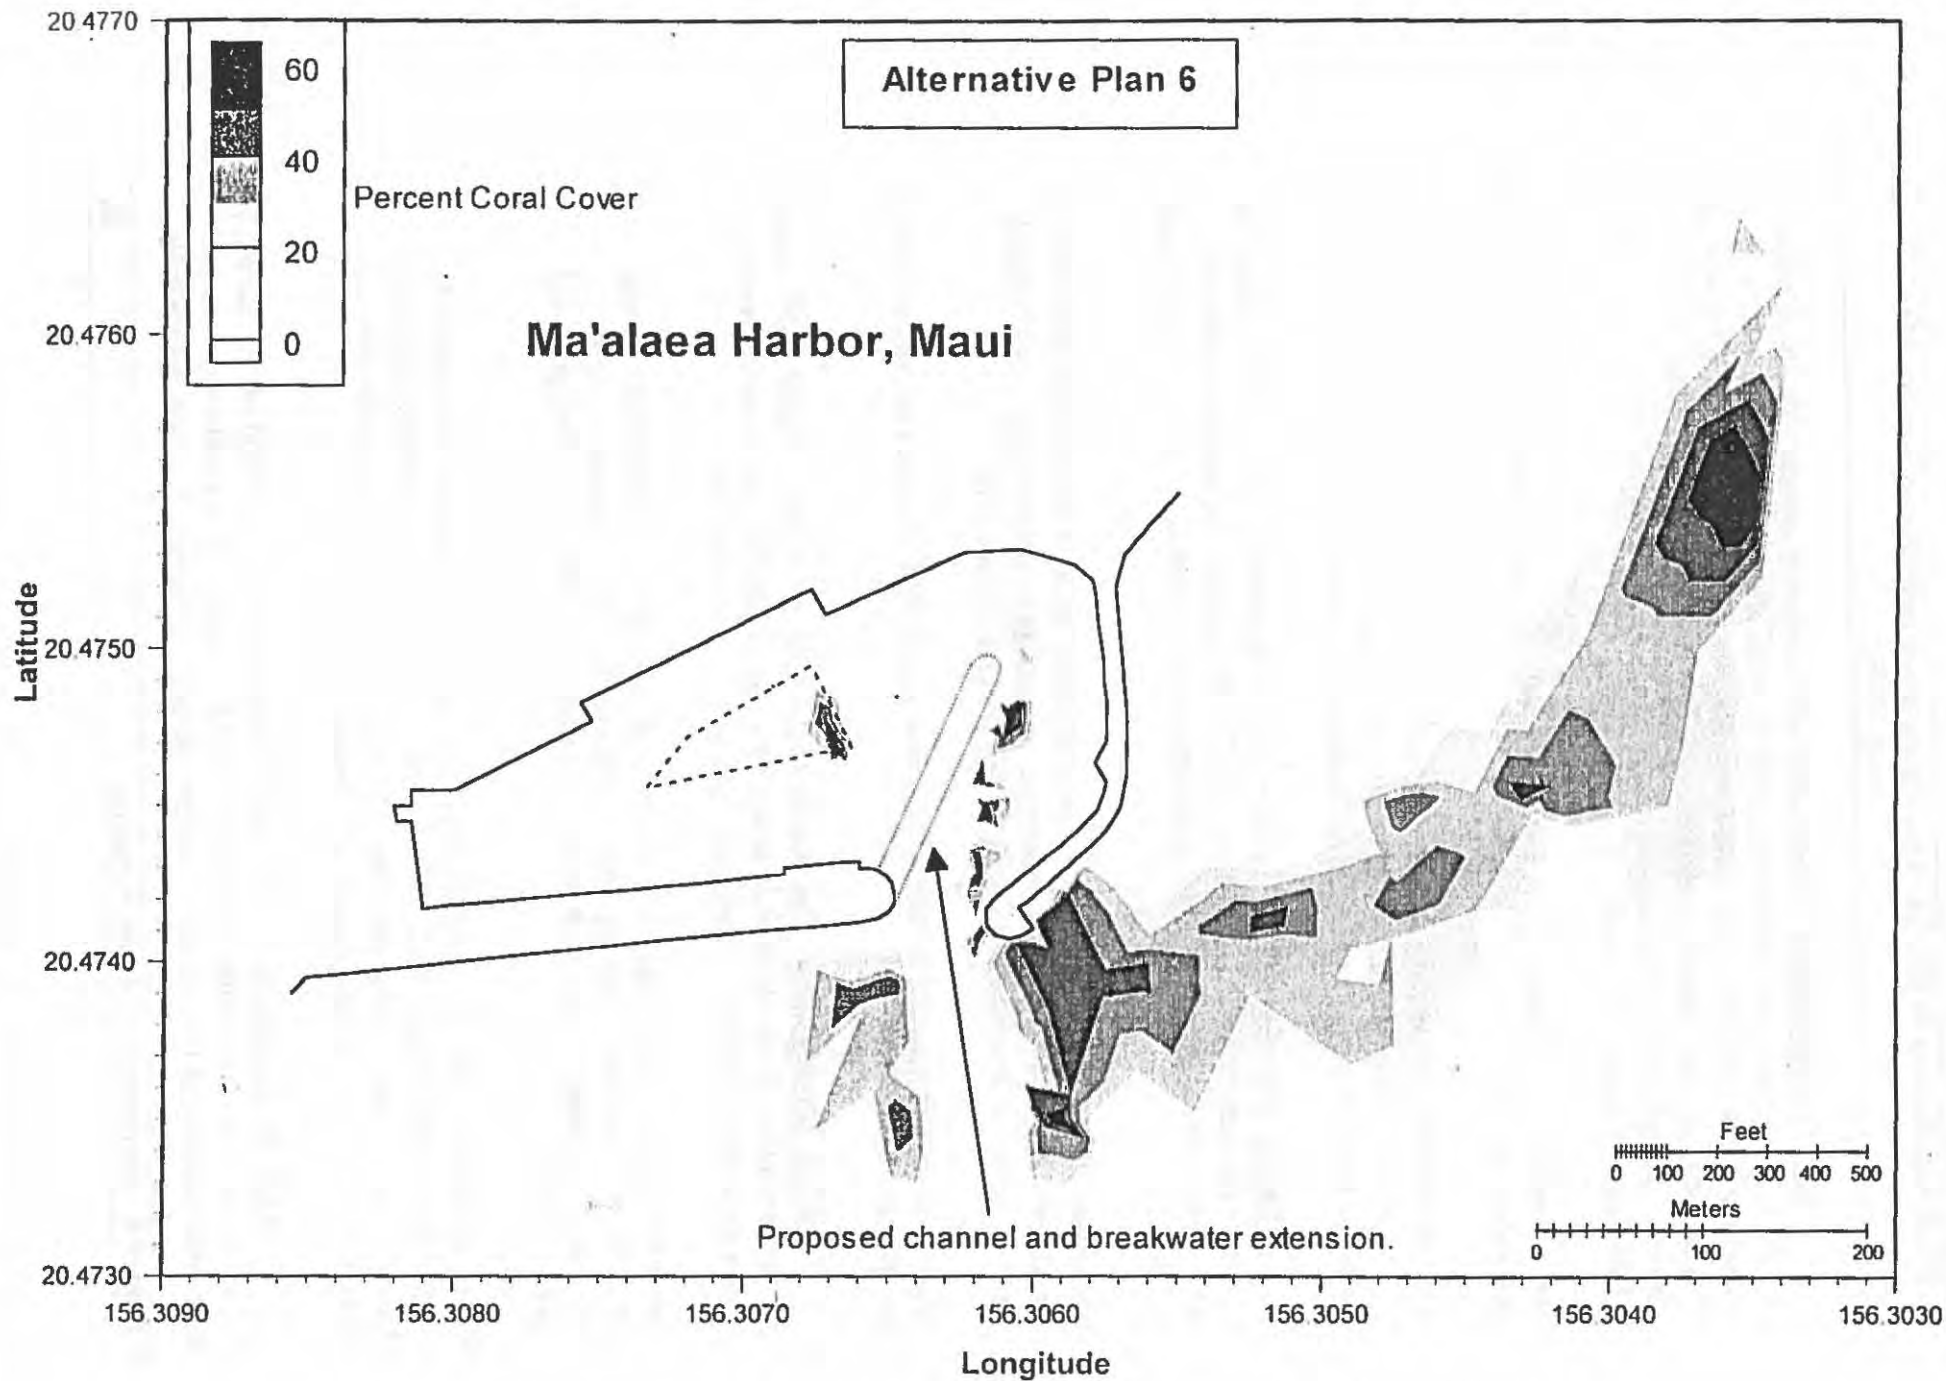 20.4770
60
40
20
0
Percent Coral Cover
Alternative Plan 6
Ma'alaea Harbor, Maui
20.4760
20.4750
20.4740
20.4730
Latitude
Feet
0 100 200 300 400 500
Meters
0 100 200
Proposed channel and breakwater extension.
156.3090 156.3080 156.3070 156.3060 156.3050 156.3040 156.3030
Longitude